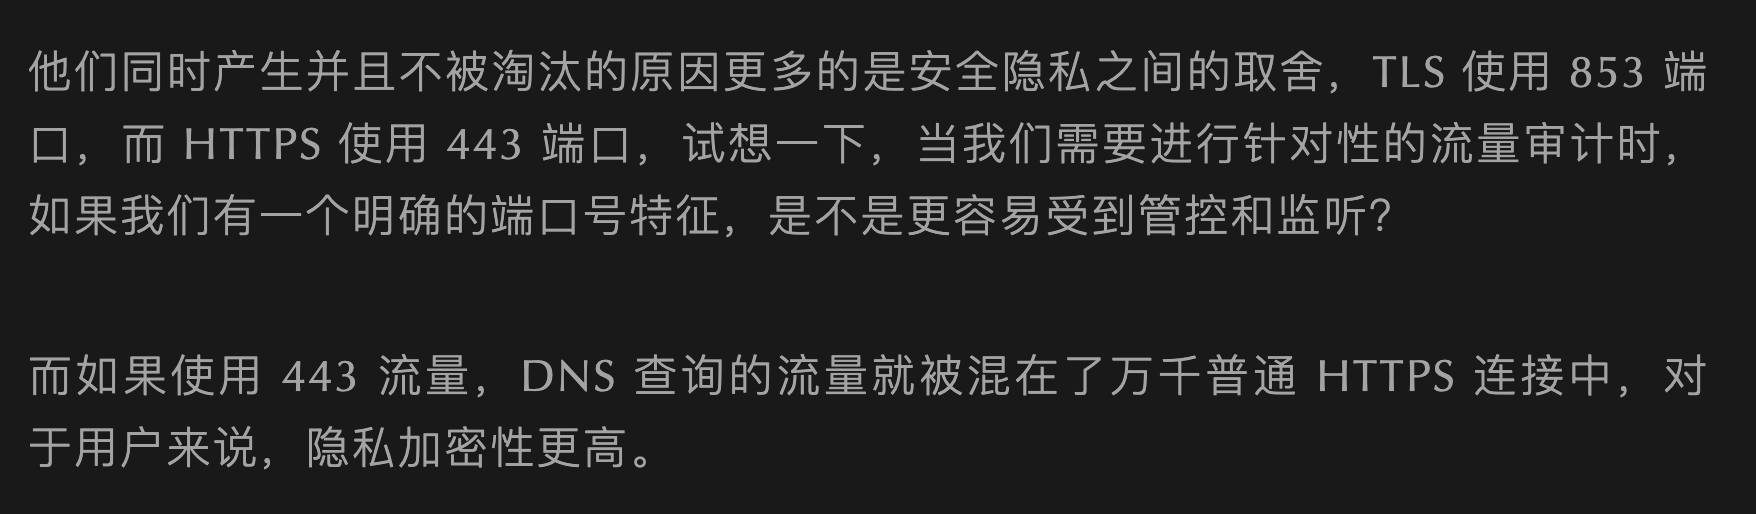 他们同时产生并且不被淘汰的原因更多的是安全隐私之间的取舍，TLS 使用 853 端
口，而 HTTPS 使用 443 端口，试想一下，当我们需要进行针对性的流量审计时，
如果我们有一个明确的端口号特征，是不是更容易受到管控和监听？
而如果使用 443 流量，DNS 查询的流量就被混在了万千普通 HTTPS 连接中，对
于用户来说，隐私加密性更高。